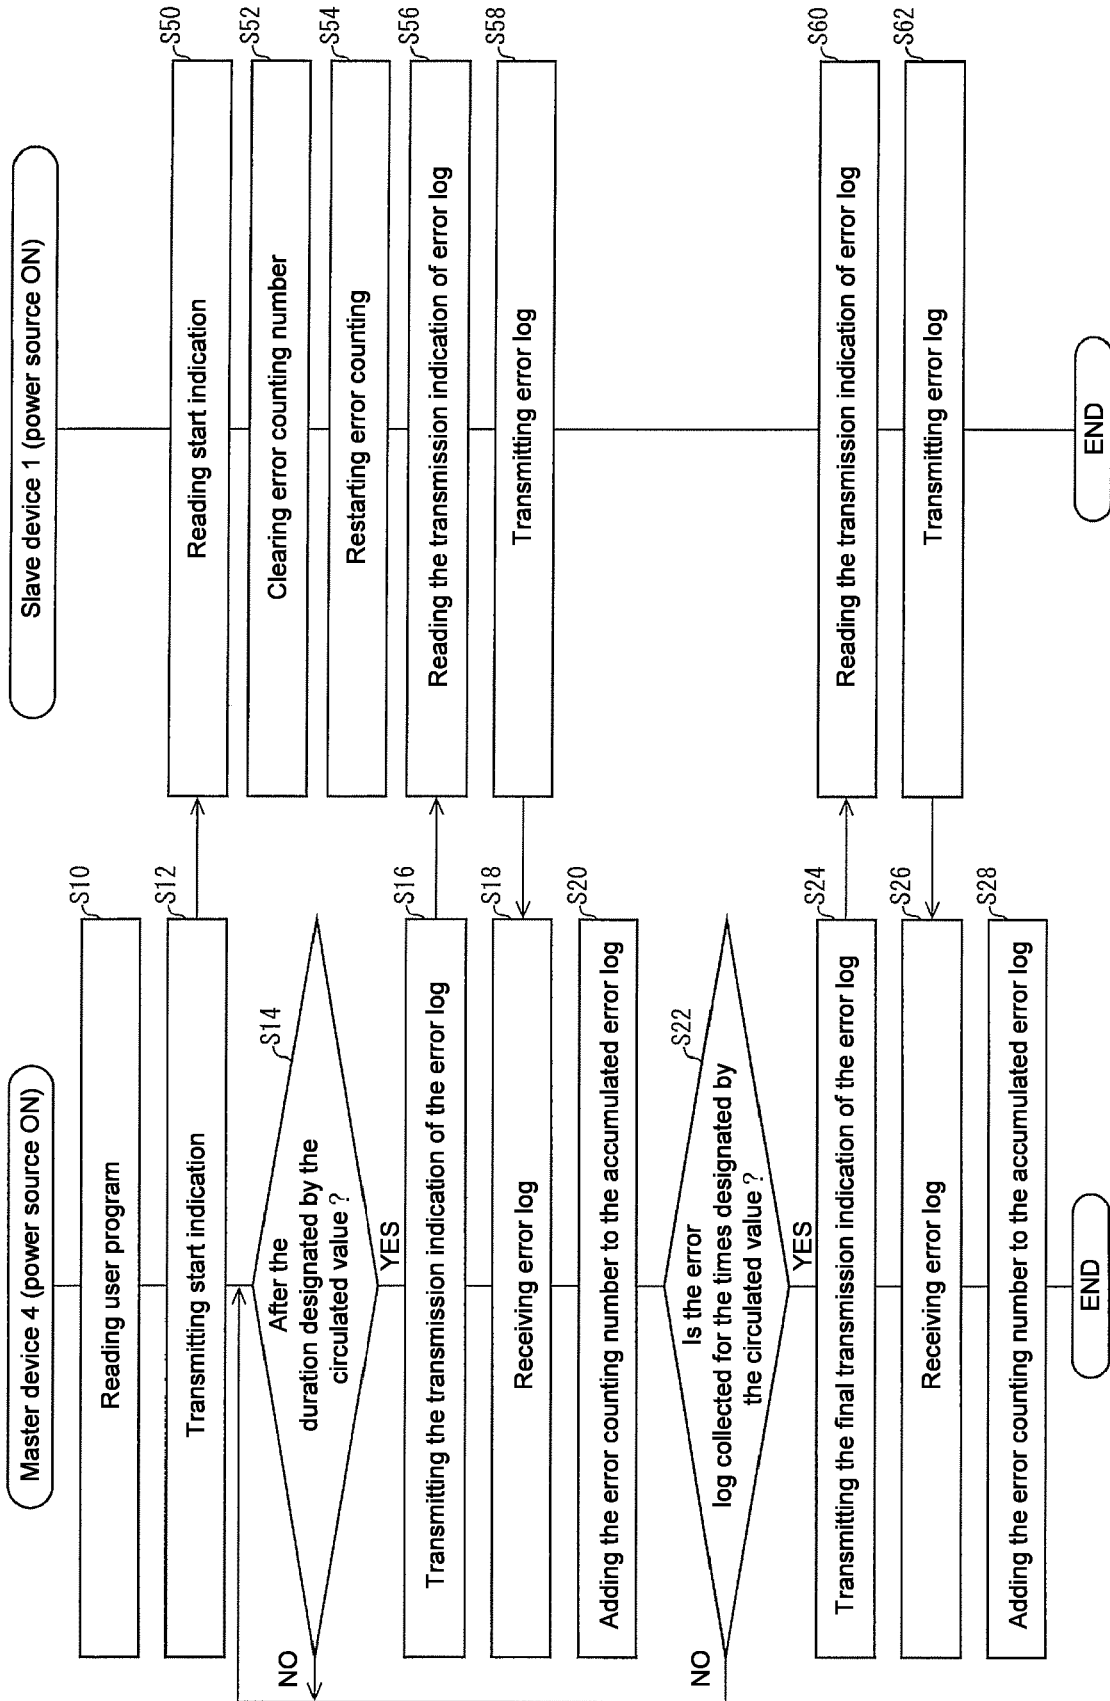 Master device 4 (power source ON)
Reading user program
S10
Transmitting start indication
S12
After the
duration designated by the
circulated value ?
S14
NO
YES
Transmitting the transmission indication of the error log
S16
Receiving error log
S18
Adding the error counting number to the accumulated error log
S20
Is the error
log collected for the times designated by
the circulated value ?
S22
NO
YES
Transmitting the final transmission indication of the error log
S24
Receiving error log
S26
Adding the error counting number to the accumulated error log
S28
END
Slave device 1 (power source ON)
Reading start indication
S50
Clearing error counting number
S52
Restarting error counting
S54
Reading the transmission indication of error log
S56
Transmitting error log
S58
Reading the transmission indication of error log
S60
Transmitting error log
S62
END